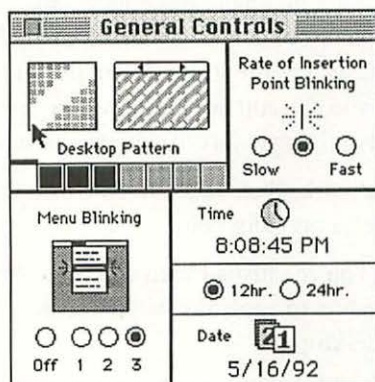 General Controls
Rate of Insertion
Point Blinking
Desktop Pattern
Slow Fast
Menu Blinking
Off 1 2 3
Time
8:08:45 PM
12hr. 24hr.
Date
21
5/16/92